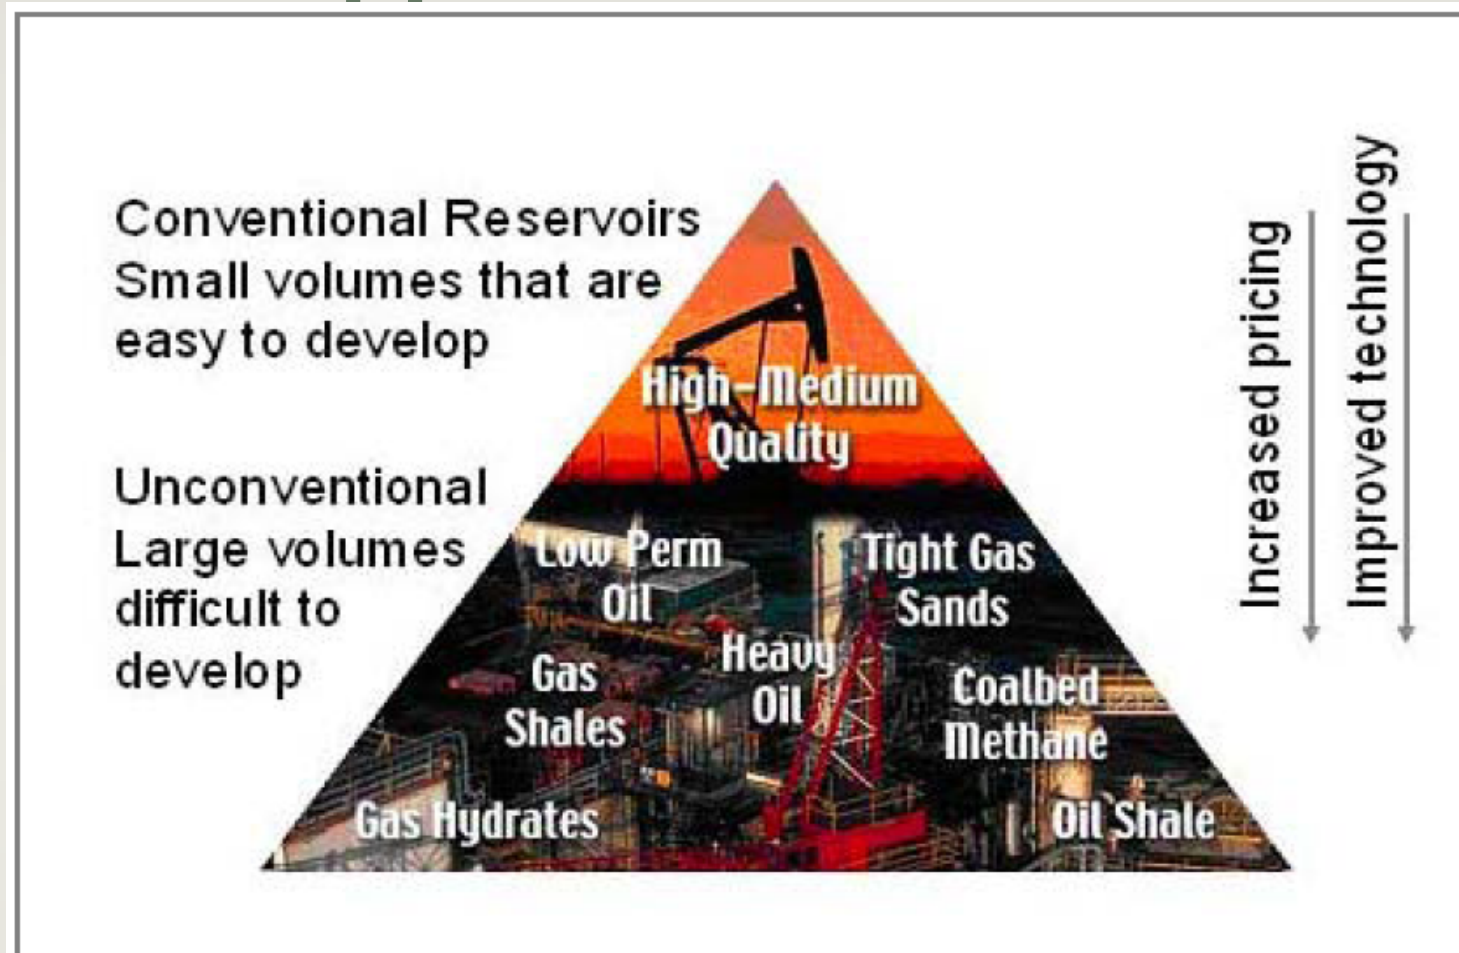 Conventional Reservoirs
Small volumes that are
easy to develop
Unconventional
Large volumes
difficult to
develop
High-Medium
Quality
Low Perm
Oil
Tight Gas
Sands
Gas
Shales
Heavy
Oil
Coalbed
Methane
Gas Hydrates
Oil Shale
Increased pricing
Improved technology